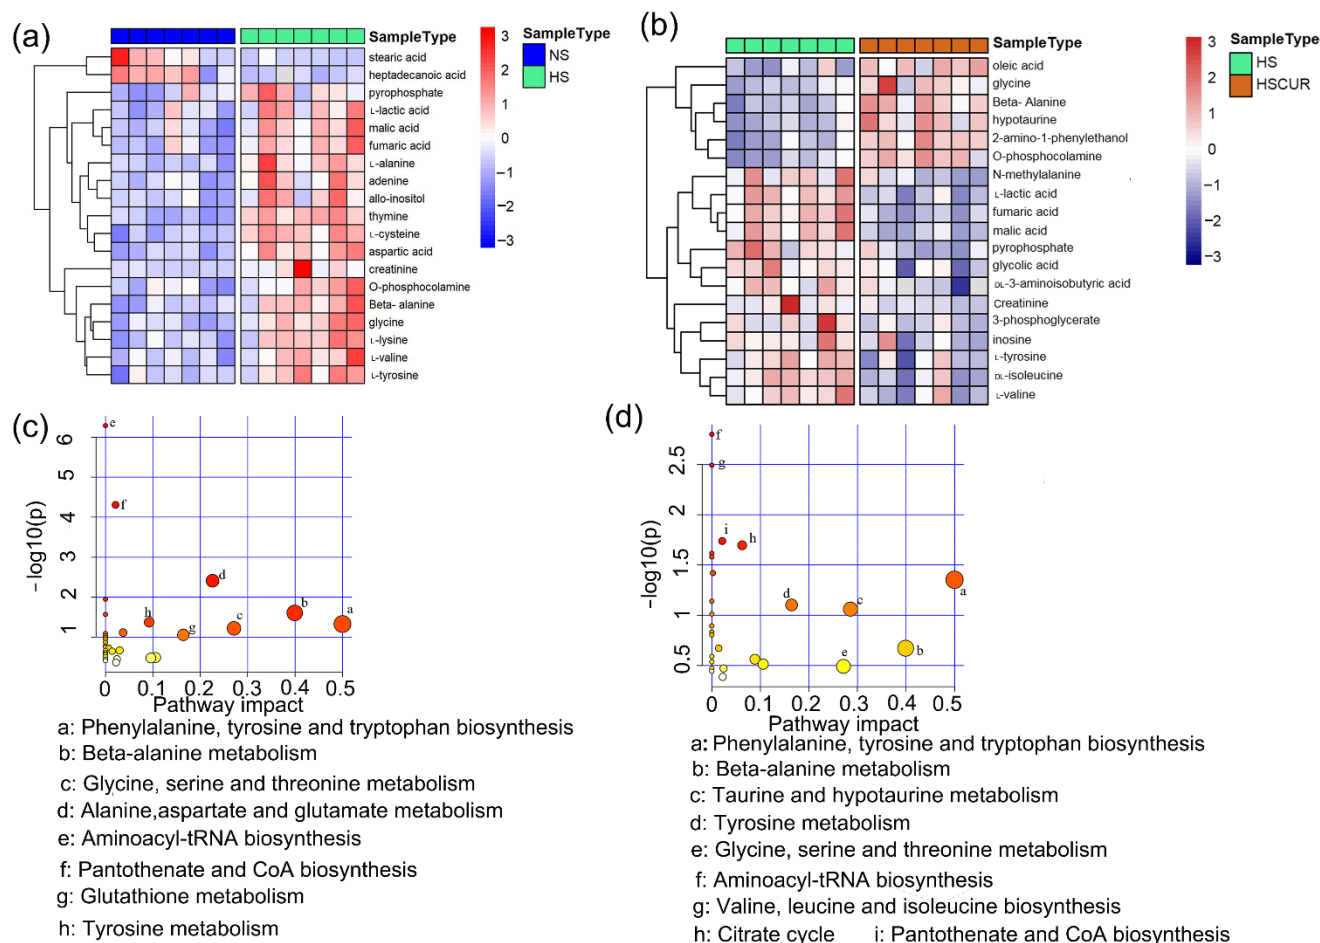 (a)
SampleType
stearic acid
heptadecanoic acid
pyrophosphate
L-lactic acid
malic acid
fumaric acid
L-alanine
adenine
allo-inositol
thymine
L-cysteine
aspartic acid
creatinine
O-phosphocolamine
Beta- alanine
glycine
L-lysine
L-valine
L-tyrosine
3
2
1
0
−1
−2
−3
SampleType
NS
HS
(b)
SampleType
oleic acid
glycine
Beta- Alanine
hypotaurine
2-amino-1-phenylethanol
O-phosphocolamine
N-methylalanine
L-lactic acid
fumaric acid
malic acid
pyrophosphate
glycolic acid
DL-3-aminoisobutyric acid
Creatinine
3-phosphoglycerate
inosine
L-tyrosine
DL-isoleucine
L-valine
3
2
1
0
−1
−2
−3
SampleType
HS
HSCUR
(c)
−log10(p)
6
5
4
3
2
1
e
f
d
b
a
h
g
c
0 0.1 0.2 0.3 0.4 0.5
Pathway impact
a: Phenylalanine, tyrosine and tryptophan biosynthesis
b: Beta-alanine metabolism
c: Glycine, serine and threonine metabolism
d: Alanine,aspartate and glutamate metabolism
e: Aminoacyl-tRNA biosynthesis
f: Pantothenate and CoA biosynthesis
g: Glutathione metabolism
h: Tyrosine metabolism
(d)
−log10(p)
2.5
2
1.5
1
0.5
f
g
i
h
a
d
c
b
e
0 0.1 0.2 0.3 0.4 0.5
Pathway impact
a: Phenylalanine, tyrosine and tryptophan biosynthesis
b: Beta-alanine metabolism
c: Taurine and hypotaurine metabolism
d: Tyrosine metabolism
e: Glycine, serine and threonine metabolism
f: Aminoacyl-tRNA biosynthesis
g: Valine, leucine and isoleucine biosynthesis
h: Citrate cycle i: Pantothenate and CoA biosynthesis